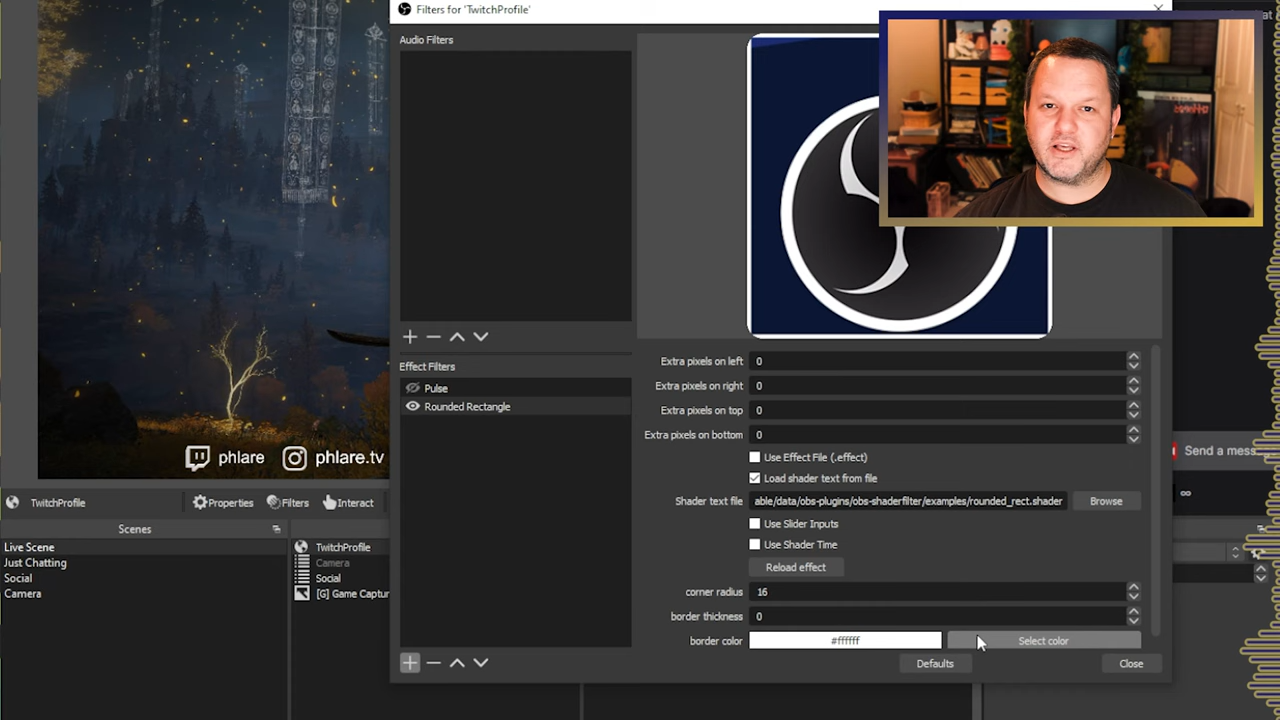 Filters for 'TwitchProfile'
Audio Filters
Effect Filters
Pulse
Rounded Rectangle
Extra pixels on left 0
Extra pixels on right 0
Extra pixels on top 0
Extra pixels on bottom 0
Use Effect File (.effect)
Load shader text from file
Shader text file able/data/obs-plugins/obs-shaderfilter/examples/rounded_rect.shader Browse
Use Slider Inputs
Use Shader Time
Reload effect
corner radius 16
border thickness 0
border color #ffffff Select color
Defaults Close
phlare phlare.tv
TwitchProfile Properties Filters Interact
Scenes
Live Scene
Just Chatting
Social
Camera
TwitchProfile
Camera
Social
[G] Game Captur
Send a mess